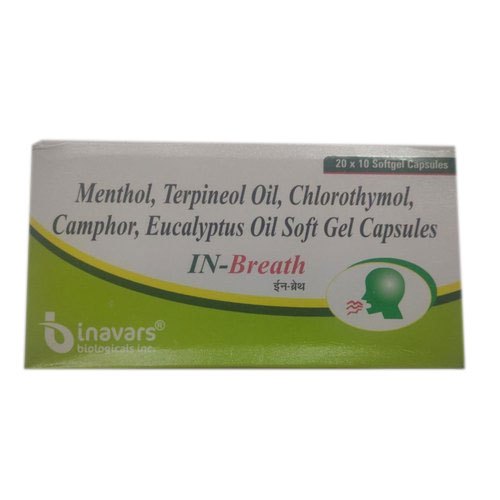 20 x 10 Softgel Capsules
Menthol, Terpineol Oil, Chlorothymol,
Camphor, Eucalyptus Oil Soft Gel Capsules
IN-Breath
ईन-ब्रेथ
inavars®
biologicals inc.